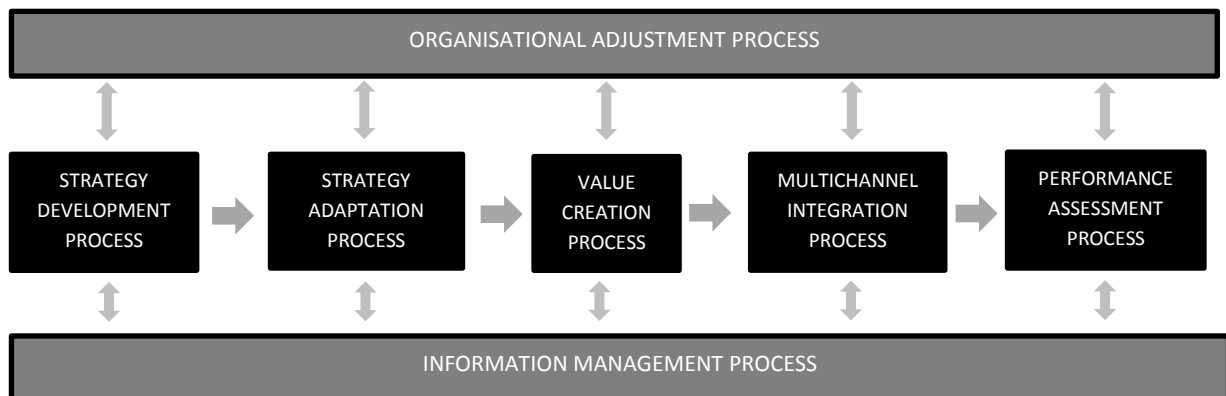 ORGANISATIONAL ADJUSTMENT PROCESS
STRATEGY
DEVELOPMENT
PROCESS
STRATEGY
ADAPTATION
PROCESS
VALUE
CREATION
PROCESS
MULTICHANNEL
INTEGRATION
PROCESS
PERFORMANCE
ASSESSMENT
PROCESS
INFORMATION MANAGEMENT PROCESS